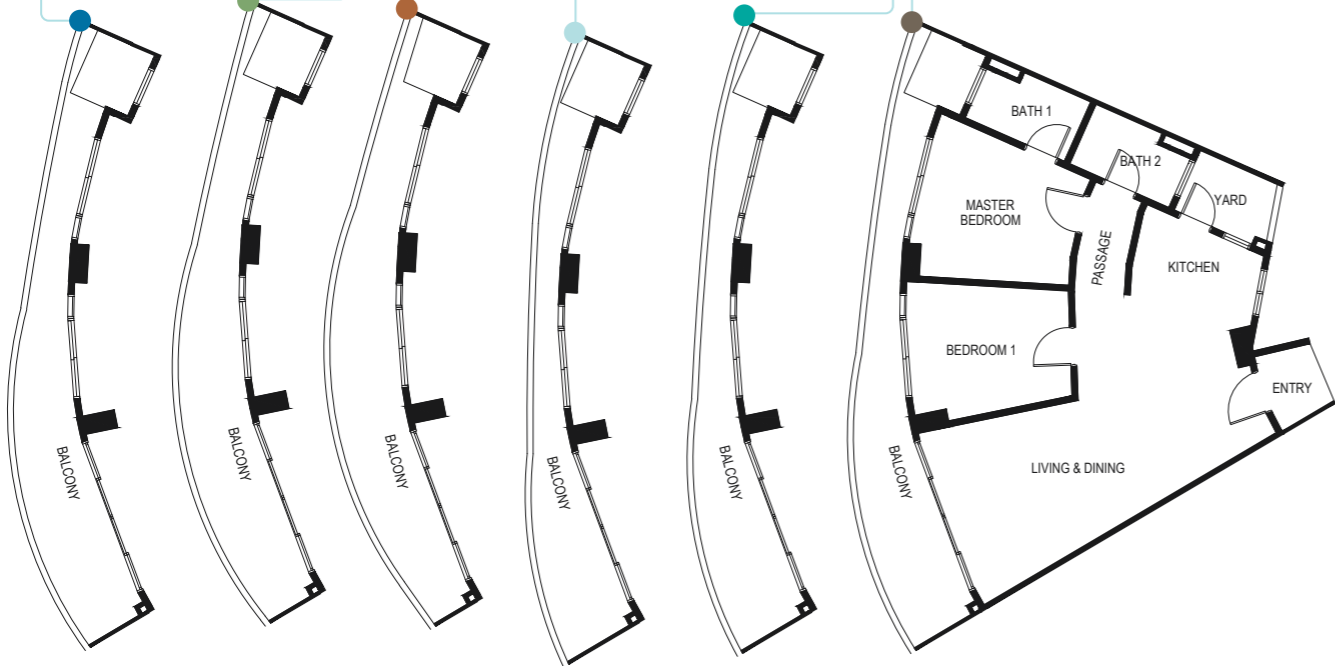 BATH 1
BATH 2
YARD
MASTER
BEDROOM
PASSAGE
KITCHEN
BEDROOM 1
ENTRY
LIVING & DINING
BALCONY
BALCONY
BALCONY
BALCONY
BALCONY
BALCONY